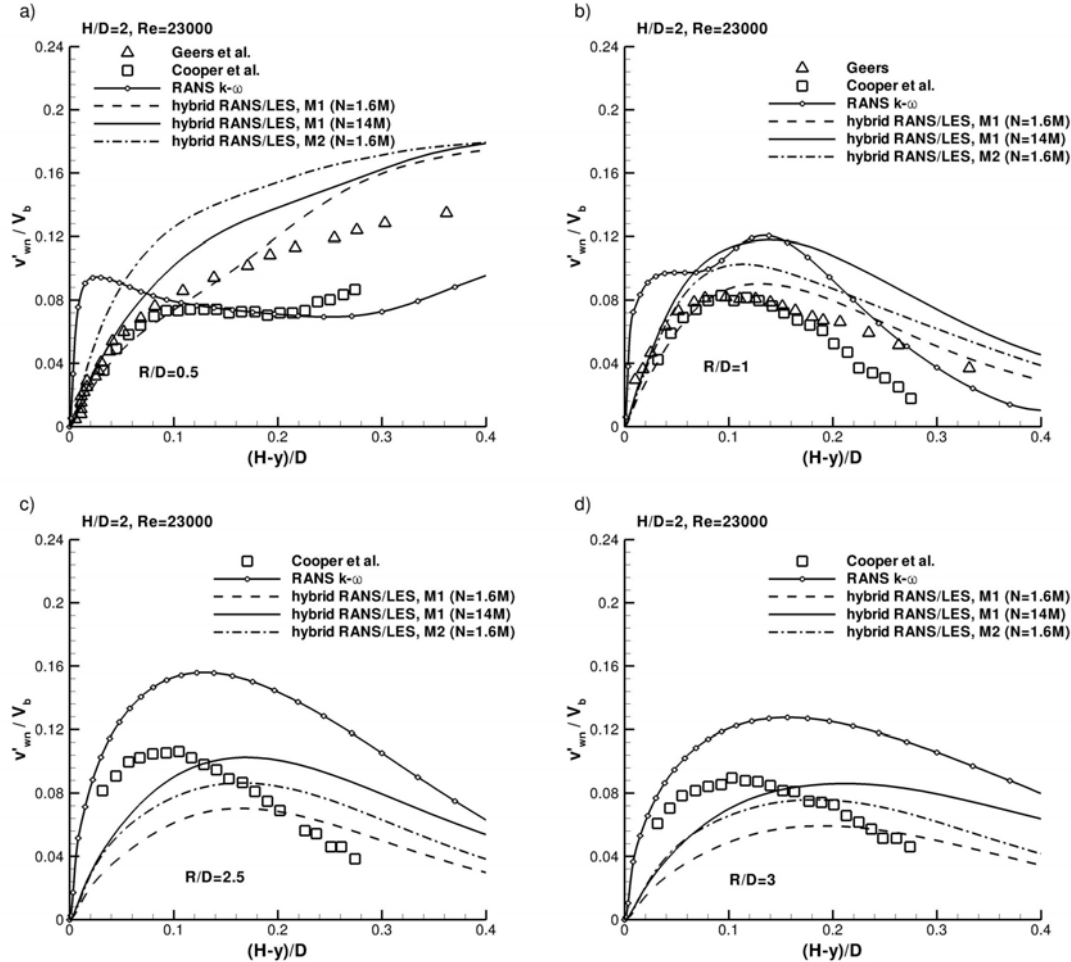 a)
H/D=2, Re=23000
Geers et al.
Cooper et al.
RANS k-ω
hybrid RANS/LES, M1 (N=1.6M)
hybrid RANS/LES, M1 (N=14M)
hybrid RANS/LES, M2 (N=1.6M)
0.24
0.2
0.16
0.12
0.08
0.04
0
v'wn / Vb
R/D=0.5
0 0.1 0.2 0.3 0.4
(H-y)/D
b)
H/D=2, Re=23000
Geers
Cooper et al.
RANS k-ω
hybrid RANS/LES, M1 (N=1.6M)
hybrid RANS/LES, M1 (N=14M)
hybrid RANS/LES, M2 (N=1.6M)
0.24
0.2
0.16
0.12
0.08
0.04
0
v'wn / Vb
R/D=1
0 0.1 0.2 0.3 0.4
(H-y)/D
c)
H/D=2, Re=23000
Cooper et al.
RANS k-ω
hybrid RANS/LES, M1 (N=1.6M)
hybrid RANS/LES, M1 (N=14M)
hybrid RANS/LES, M2 (N=1.6M)
0.24
0.2
0.16
0.12
0.08
0.04
0
v'wn / Vb
R/D=2.5
0 0.1 0.2 0.3 0.4
(H-y)/D
d)
H/D=2, Re=23000
Cooper et al.
RANS k-ω
hybrid RANS/LES, M1 (N=1.6M)
hybrid RANS/LES, M1 (N=14M)
hybrid RANS/LES, M2 (N=1.6M)
0.24
0.2
0.16
0.12
0.08
0.04
0
v'wn / Vb
R/D=3
0 0.1 0.2 0.3 0.4
(H-y)/D